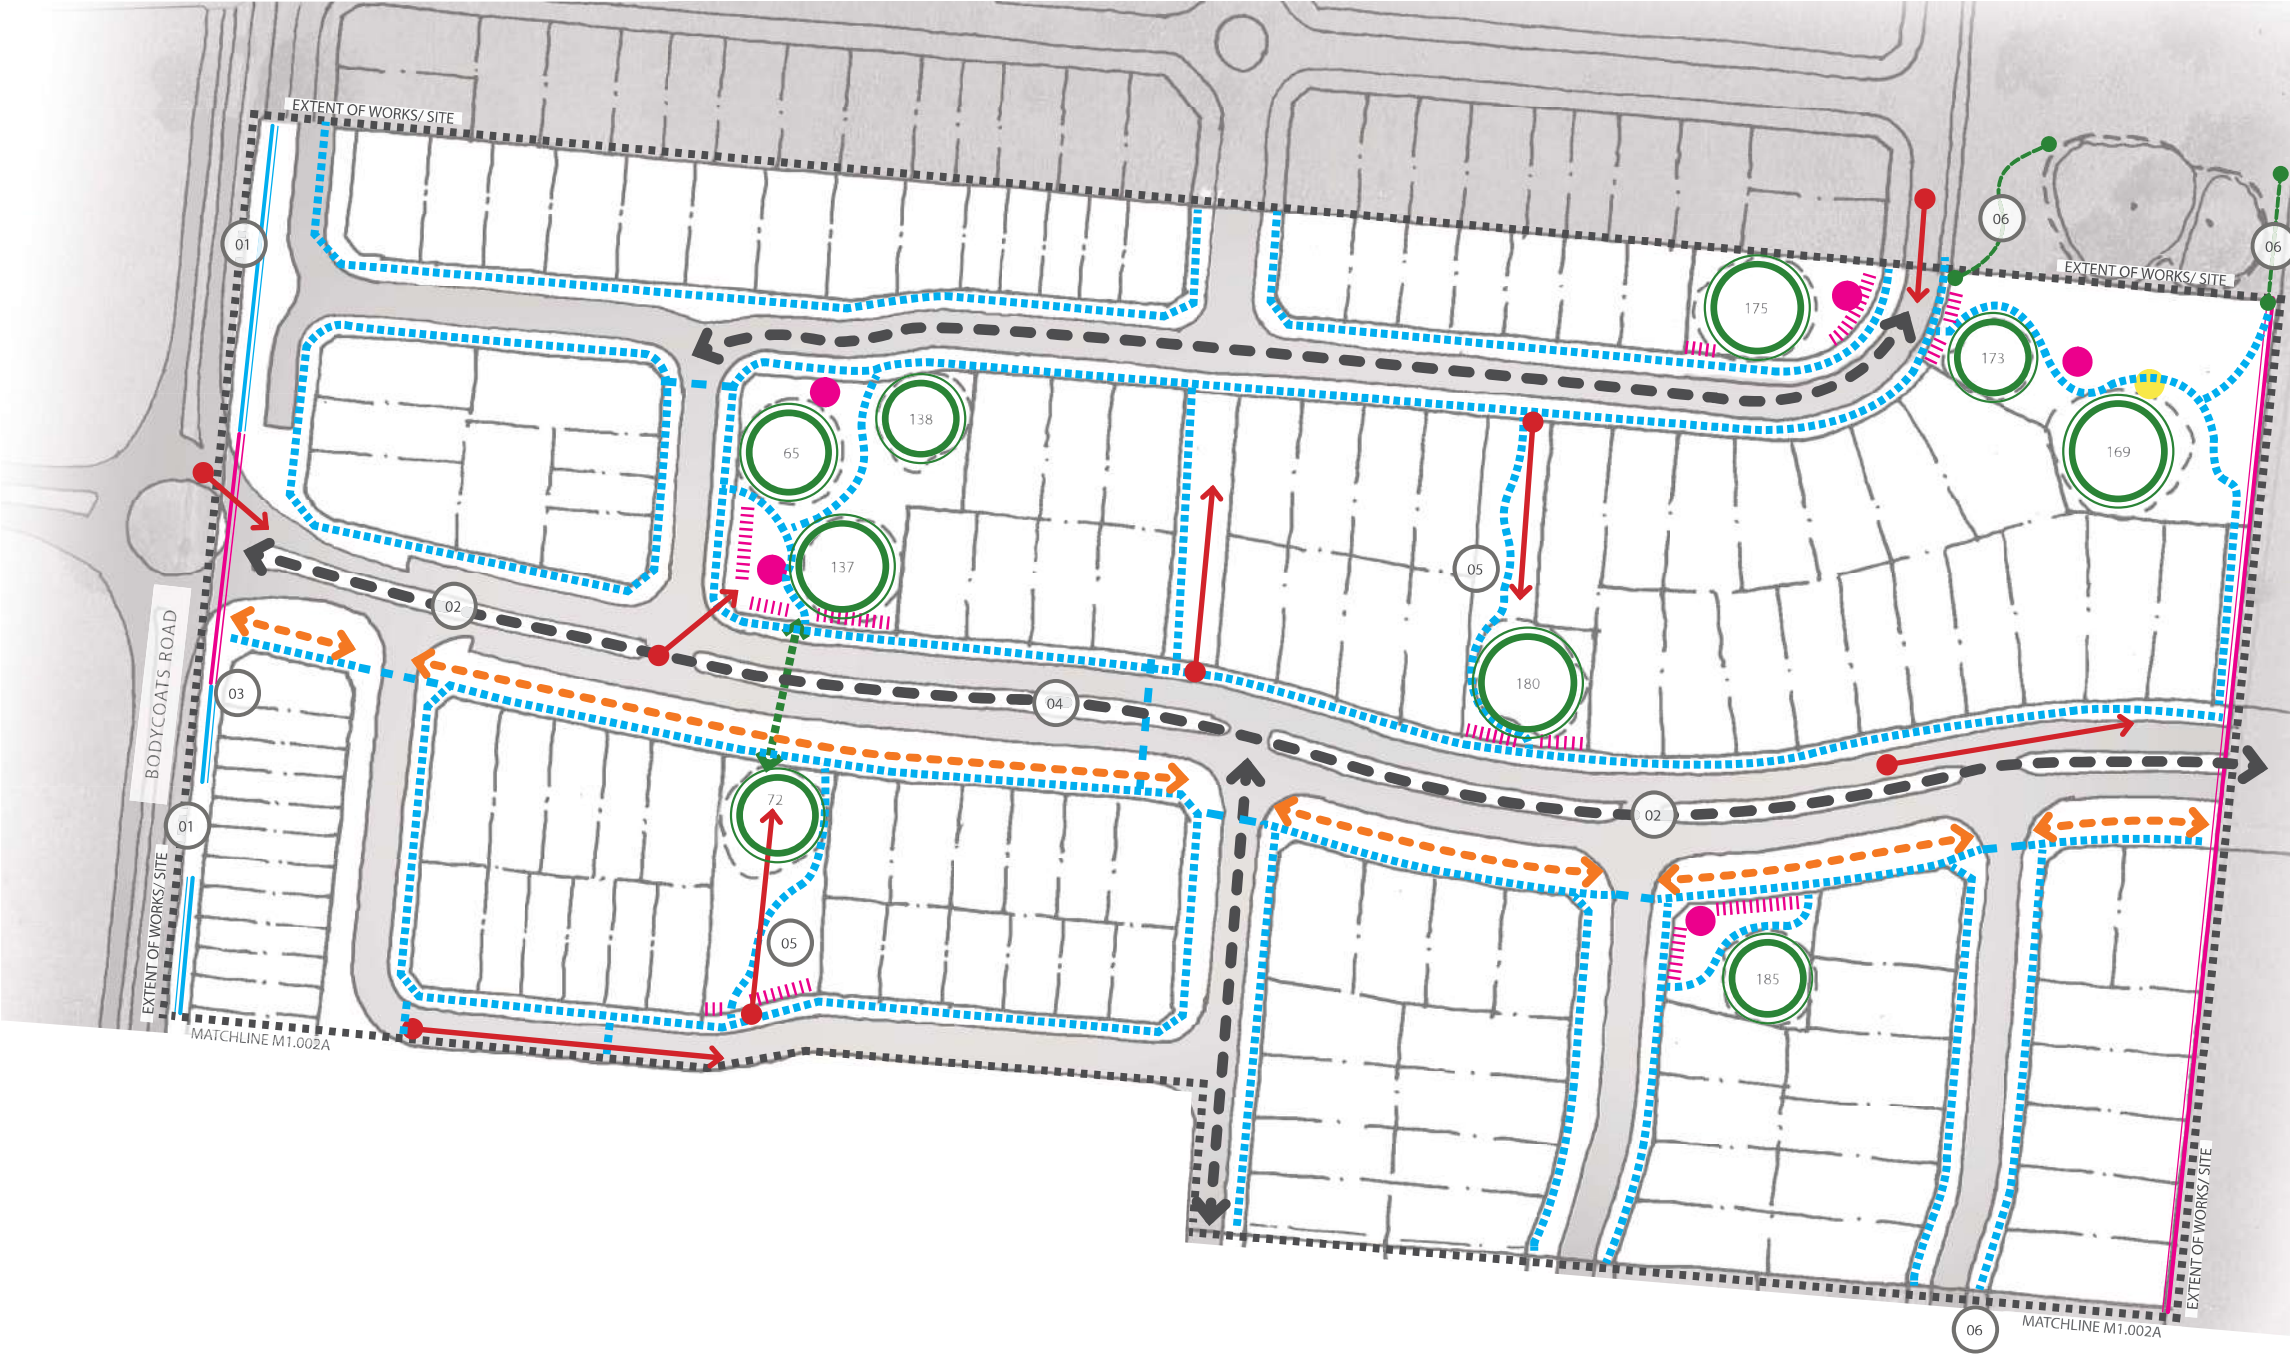 EXTENT OF WORKS/ SITE
06
01
06
EXTENT OF WORKS/ SITE
175
173
138
65
169
137
05
02
BODYCOATS ROAD
03
180
04
72
01
02
EXTENT OF WORKS/ SITE
05
185
MATCHLINE M1.002A
EXTENT OF WORKS/ SITE
06
MATCHLINE M1.002A